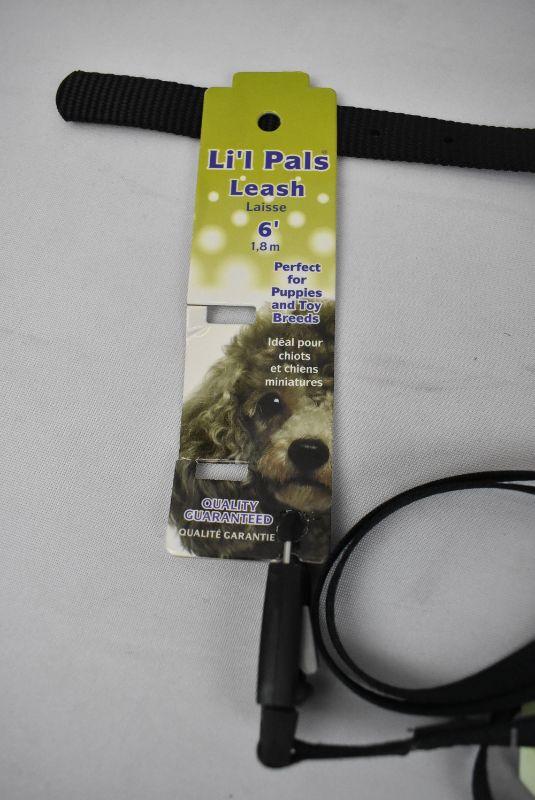 Li'l Pals®
Leash
Laisse
6'
1,8 m
Perfect
for
Puppies
and Toy
Breeds
Idéal pour
chiots
et chiens
miniatures
QUALITY
GUARANTEED
QUALITÉ GARANTIE